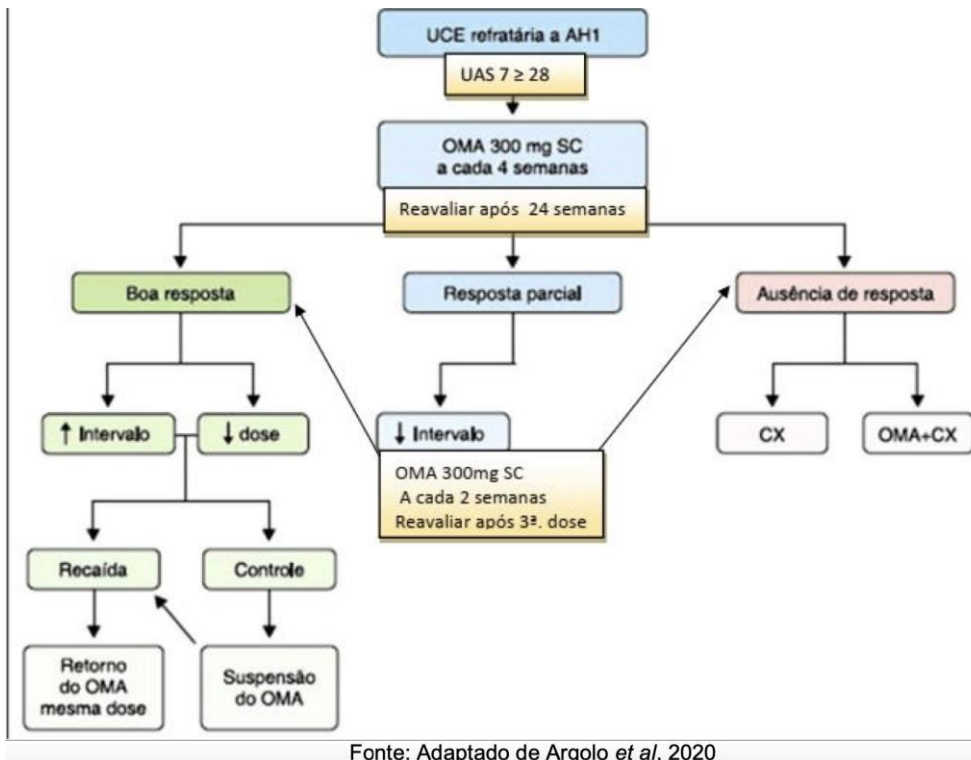 UCE refratária a AH1
UAS 7 ≥ 28
OMA 300 mg SC
a cada 4 semanas
Reavaliar após 24 semanas
Boa resposta
Resposta parcial
Ausência de resposta
↑ Intervalo
↓ dose
↓ Intervalo
CX
OMA+CX
OMA 300mg SC
A cada 2 semanas
Reavaliar após 3ª. dose
Recaída
Controle
Retorno
do OMA
mesma dose
Suspensão
do OMA
Fonte: Adaptado de Argolo et al, 2020